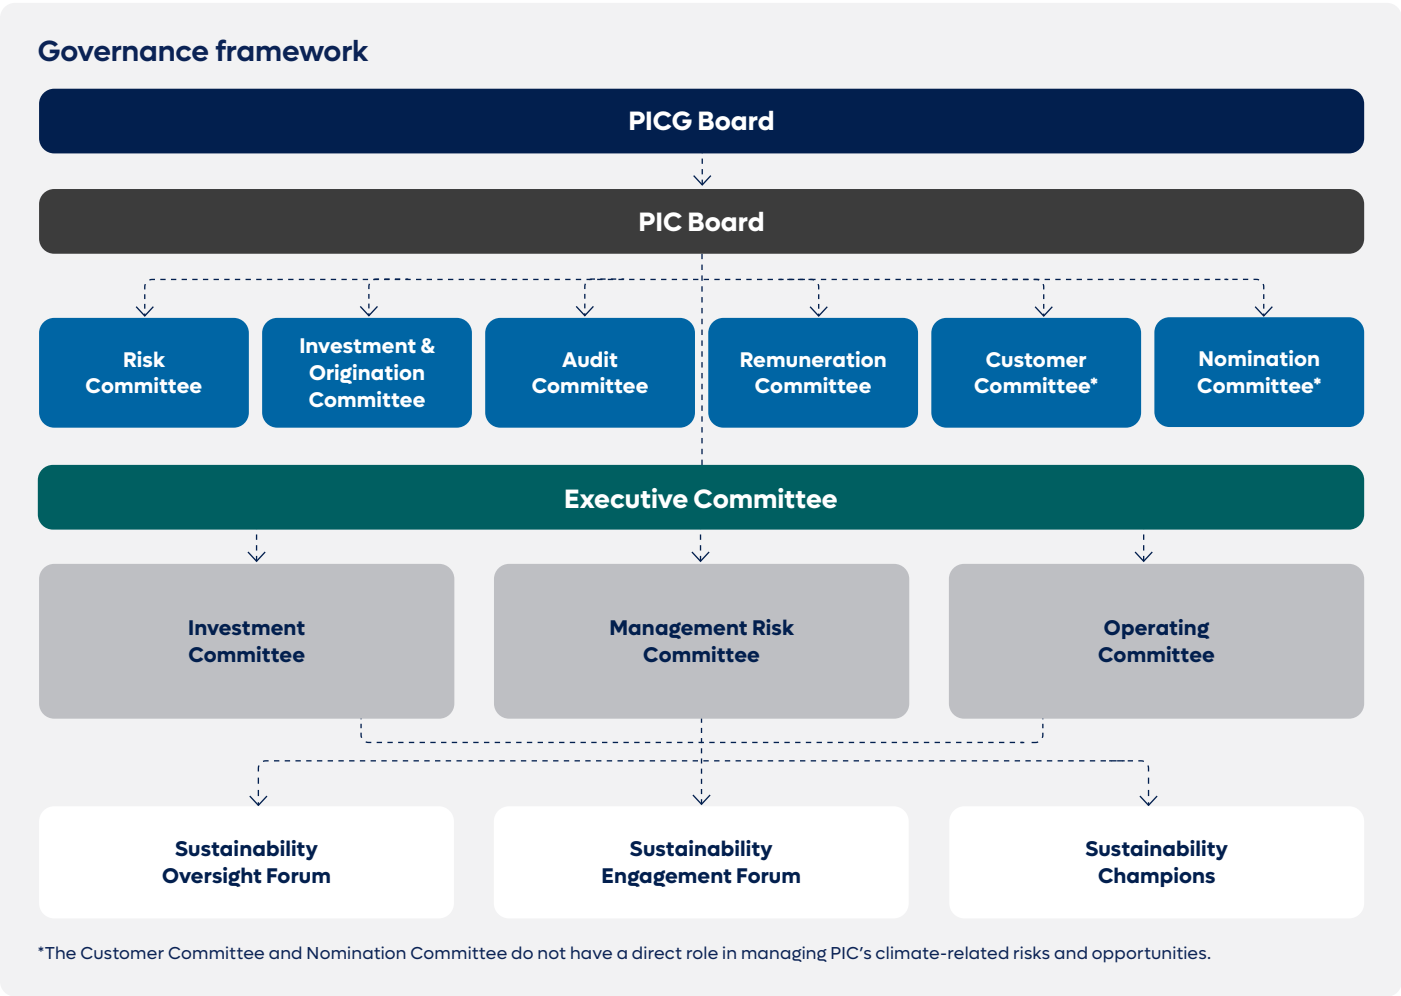 Governance framework
PICG Board
PIC Board
Risk
Committee
Investment &
Origination
Committee
Audit
Committee
Remuneration
Committee
Customer
Committee*
Nomination
Committee*
Executive Committee
Investment
Committee
Management Risk
Committee
Operating
Committee
Sustainability
Oversight Forum
Sustainability
Engagement Forum
Sustainability
Champions
*The Customer Committee and Nomination Committee do not have a direct role in managing PIC’s climate-related risks and opportunities.